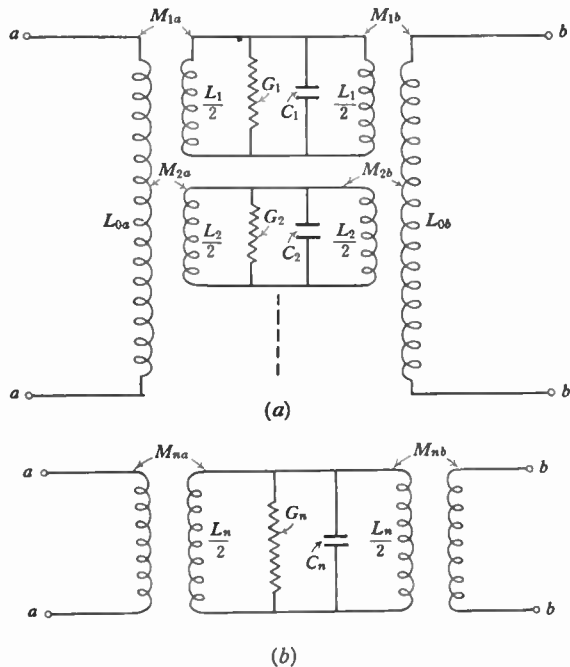 a
M1a
M1b
b
L1/2
G1
C1
L1/2
M2a
M2b
L0a
L2/2
G2
C2
L2/2
L0b
a
(a)
b
a
Mna
Mnb
b
Ln/2
Gn
Cn
Ln/2
a
b
(b)